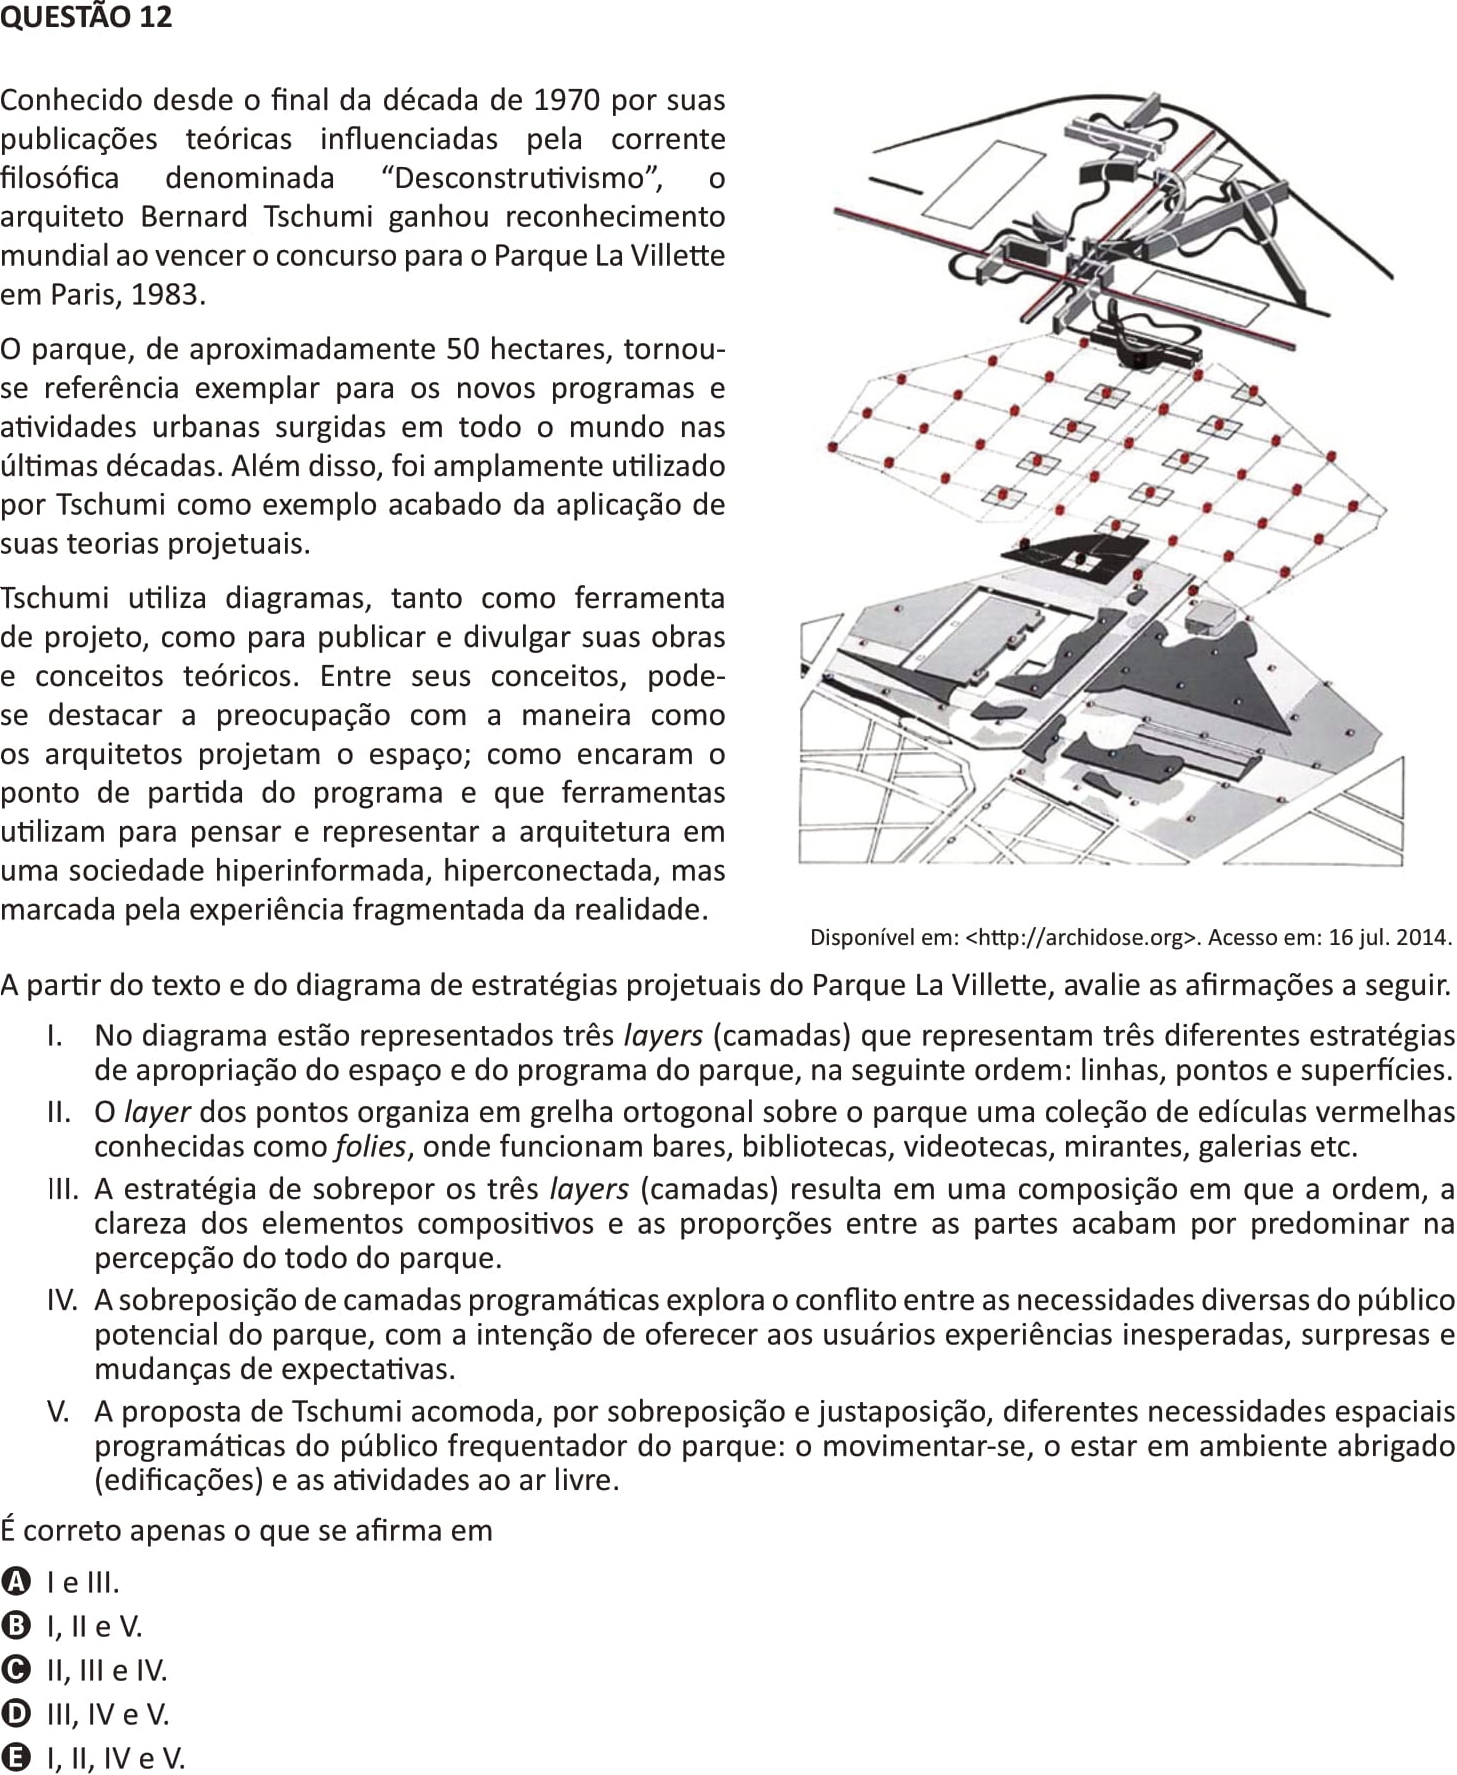 QUESTÃO 12
Conhecido desde o final da década de 1970 por suas
publicações teóricas influenciadas pela corrente
filosófica denominada “Desconstrutivismo”, o
arquiteto Bernard Tschumi ganhou reconhecimento
mundial ao vencer o concurso para o Parque La Villette
em Paris, 1983.
O parque, de aproximadamente 50 hectares, tornou-
se referência exemplar para os novos programas e
atividades urbanas surgidas em todo o mundo nas
últimas décadas. Além disso, foi amplamente utilizado
por Tschumi como exemplo acabado da aplicação de
suas teorias projetuais.
Tschumi utiliza diagramas, tanto como ferramenta
de projeto, como para publicar e divulgar suas obras
e conceitos teóricos. Entre seus conceitos, pode-
se destacar a preocupação com a maneira como
os arquitetos projetam o espaço; como encaram o
ponto de partida do programa e que ferramentas
utilizam para pensar e representar a arquitetura em
uma sociedade hiperinformada, hiperconectada, mas
marcada pela experiência fragmentada da realidade.
Disponível em: <http://archidose.org>. Acesso em: 16 jul. 2014.
A partir do texto e do diagrama de estratégias projetuais do Parque La Villette, avalie as afirmações a seguir.
I. No diagrama estão representados três layers (camadas) que representam três diferentes estratégias
de apropriação do espaço e do programa do parque, na seguinte ordem: linhas, pontos e superfícies.
II. O layer dos pontos organiza em grelha ortogonal sobre o parque uma coleção de edículas vermelhas
conhecidas como folies, onde funcionam bares, bibliotecas, videotecas, mirantes, galerias etc.
III. A estratégia de sobrepor os três layers (camadas) resulta em uma composição em que a ordem, a
clareza dos elementos compositivos e as proporções entre as partes acabam por predominar na
percepção do todo do parque.
IV. A sobreposição de camadas programáticas explora o conflito entre as necessidades diversas do público
potencial do parque, com a intenção de oferecer aos usuários experiências inesperadas, surpresas e
mudanças de expectativas.
V. A proposta de Tschumi acomoda, por sobreposição e justaposição, diferentes necessidades espaciais
programáticas do público frequentador do parque: o movimentar-se, o estar em ambiente abrigado
(edificações) e as atividades ao ar livre.
É correto apenas o que se afirma em
A I e III.
B I, II e V.
C II, III e IV.
D III, IV e V.
E I, II, IV e V.